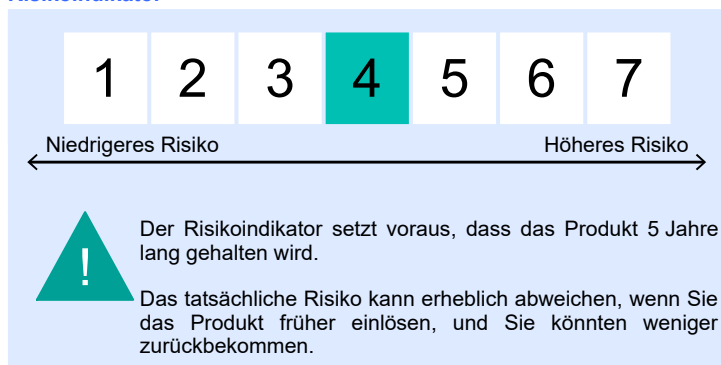 Risikoindikator
1 2 3 4 5 6 7
Niedrigeres Risiko Höheres Risiko
!
Der Risikoindikator setzt voraus, dass das Produkt 5 Jahre
lang gehalten wird.
Das tatsächliche Risiko kann erheblich abweichen, wenn Sie
das Produkt früher einlösen, und Sie könnten weniger
zurückbekommen.